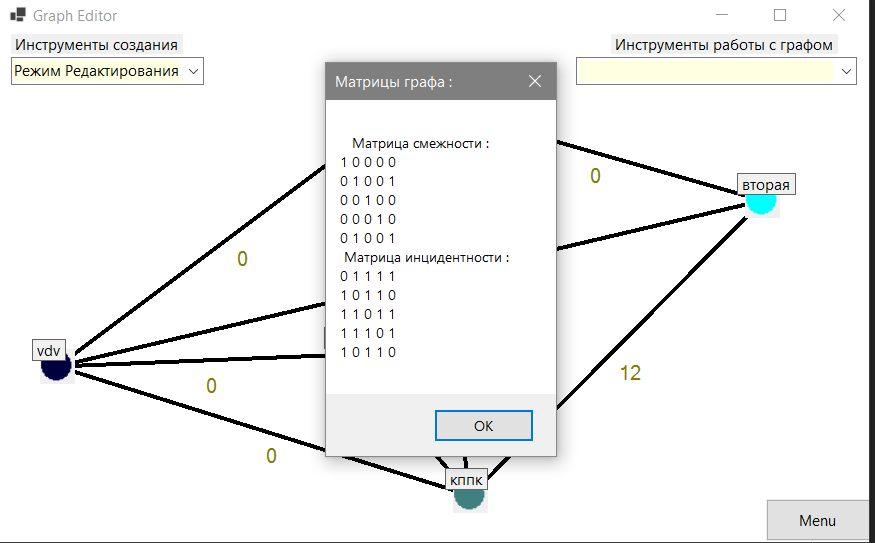 Graph Editor
Инструменты создания
Инструменты работы с графом
Режим Редактирования
Матрицы графа :
Матрица смежности :
1 0 0 0 0
0 1 0 0 1
0 0 1 0 0
0 0 0 1 0
0 1 0 0 1
Матрица инцидентности :
0 1 1 1 1
1 0 1 1 0
1 1 0 1 1
1 1 1 0 1
1 0 1 1 0
OK
0
вторая
0
vdv
0
12
0
кппк
Menu